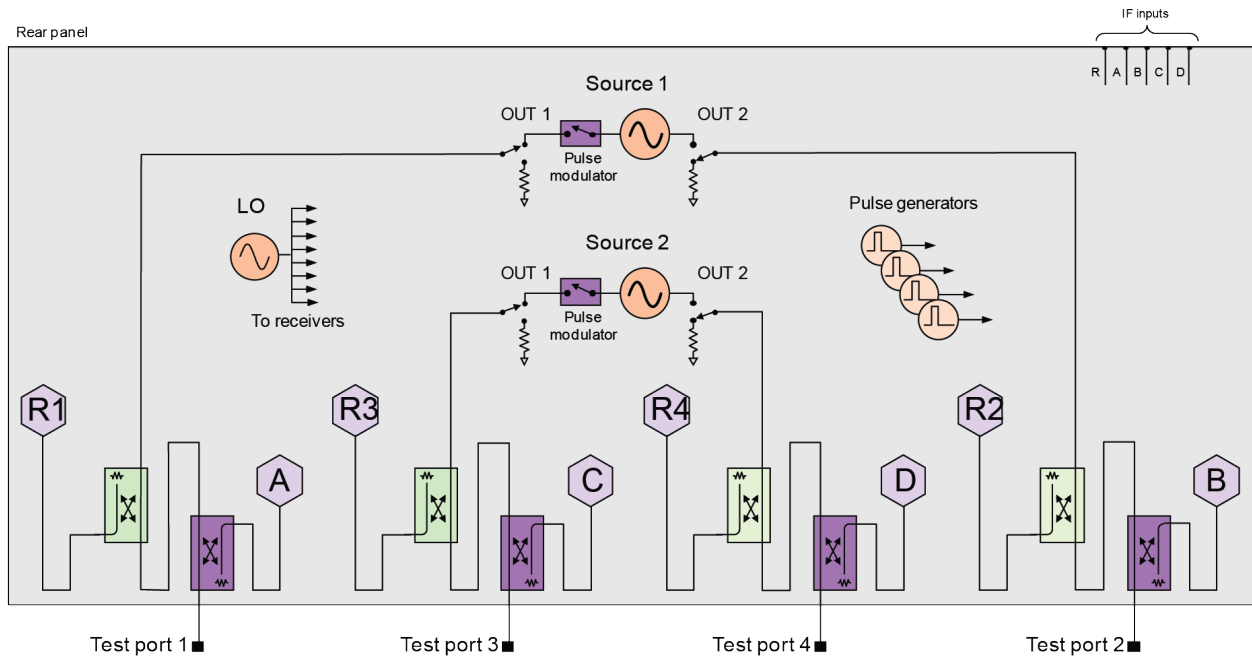 IF inputs
Rear panel
R A B C D
Source 1
OUT 1
OUT 2
Pulse
modulator
LO
To receivers
Pulse generators
Source 2
OUT 1
OUT 2
Pulse
modulator
R1
R3
R4
R2
A
C
D
B
Test port 1
Test port 3
Test port 4
Test port 2